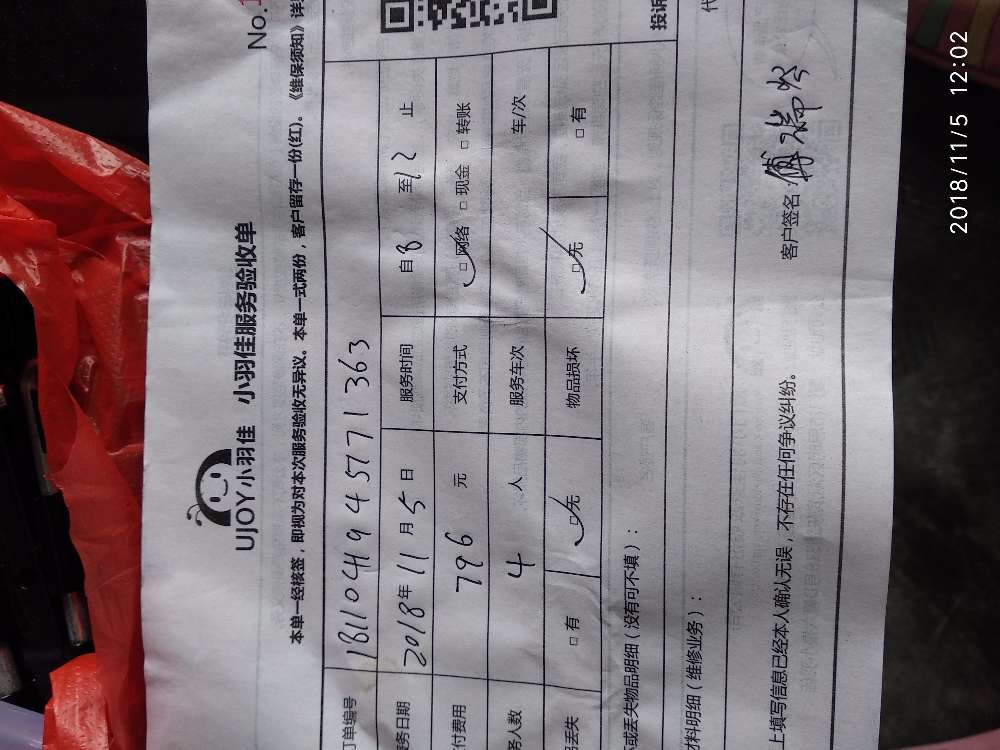 No.
UJOY小羽佳 小羽佳服务验收单
本单一经核签，即视为对本次服务验收无异议。本单一式两份，客户留存一份(红)。《维保须知》详
订单编号 1811049494571363
务日期 2018年11月5日 服务时间 自8至12止
付费用 796元 支付方式 □网络 □现金 □转账
务人数 4人 服务车次 车/次
品丢失 □有 □无 物品损坏 □无 □有
坏或丢失物品明细（没有可不填）： 投诉
材料明细（维修业务）： 代
上填写信息已经本人确认无误，不存在任何争议纠纷。 客户签名
2018/11/5 12:02